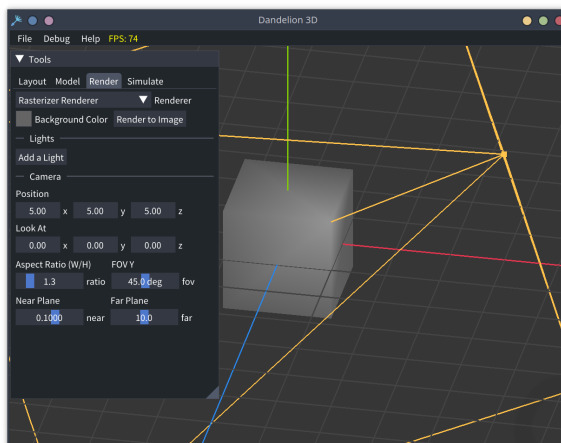 Dandelion 3D
File Debug Help FPS: 74
Tools
Layout Model Render Simulate
Rasterizer Renderer Renderer
Background Color Render to Image
Lights
Add a Light
Camera
Position
5.00 x 5.00 y 5.00 z
Look At
0.00 x 0.00 y 0.00 z
Aspect Ratio (W/H) FOV Y
1.3 ratio 45.0 deg fov
Near Plane Far Plane
0.1000 near 10.0 far